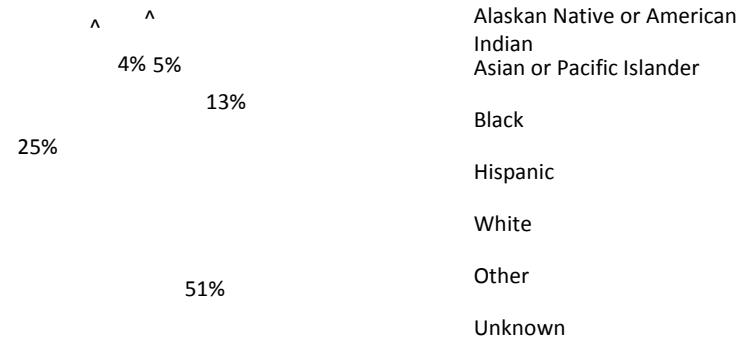 ^ ^
Alaskan Native or American
Indian
4% 5%
Asian or Pacific Islander
13%
Black
25%
Hispanic
White
Other
51%
Unknown